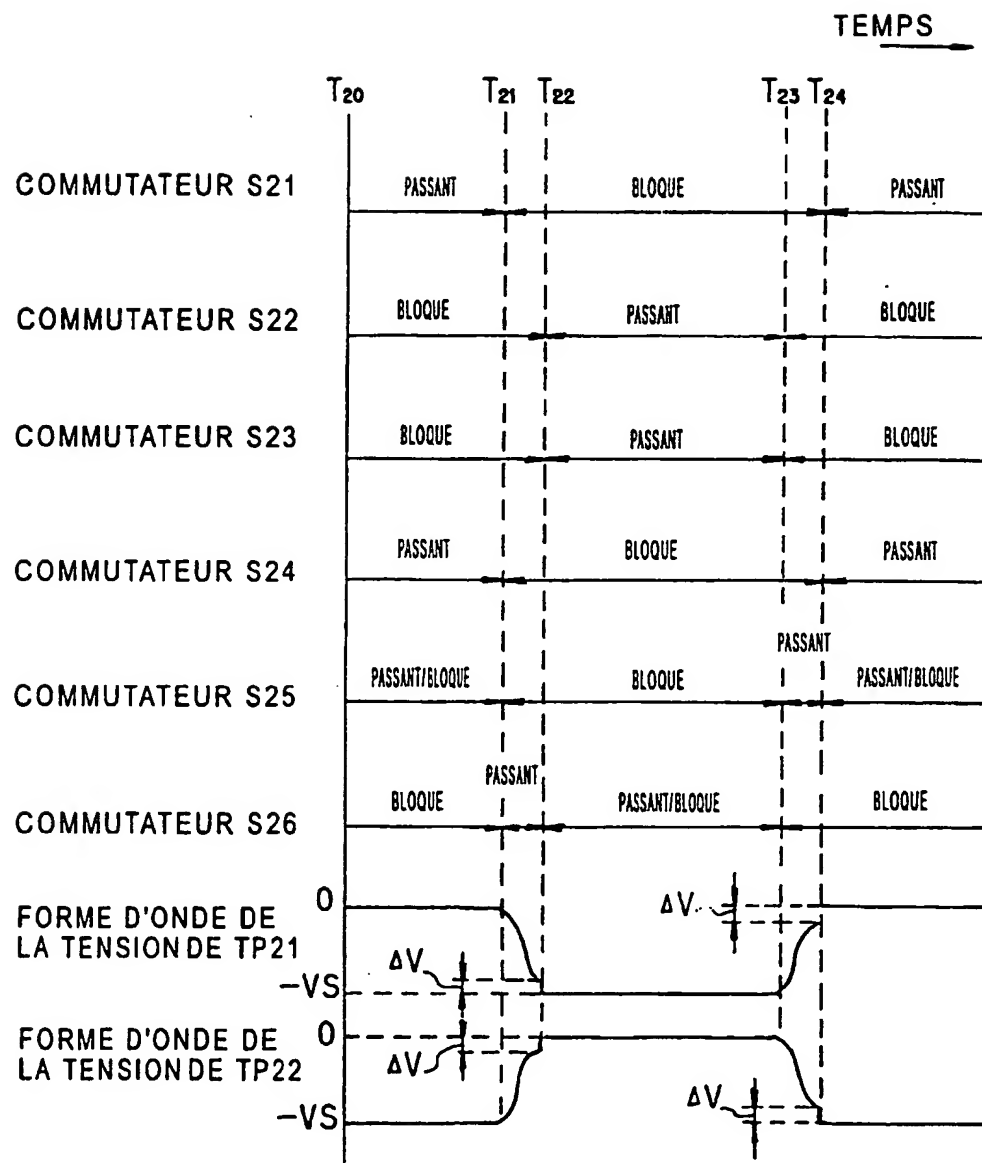 TEMPS
T20 T21 T22 T23 T24
COMMUTATEUR S21 PASSANT BLOQUE PASSANT
COMMUTATEUR S22 BLOQUE PASSANT BLOQUE
COMMUTATEUR S23 BLOQUE PASSANT BLOQUE
COMMUTATEUR S24 PASSANT BLOQUE PASSANT
PASSANT
COMMUTATEUR S25 PASSANT/BLOQUE BLOQUE PASSANT/BLOQUE
PASSANT
COMMUTATEUR S26 BLOQUE PASSANT/BLOQUE BLOQUE
0
ΔV
FORME D'ONDE DE
LA TENSION DE TP21
ΔV
-VS
0
FORME D'ONDE DE
LA TENSION DE TP22
ΔV
ΔV
-VS